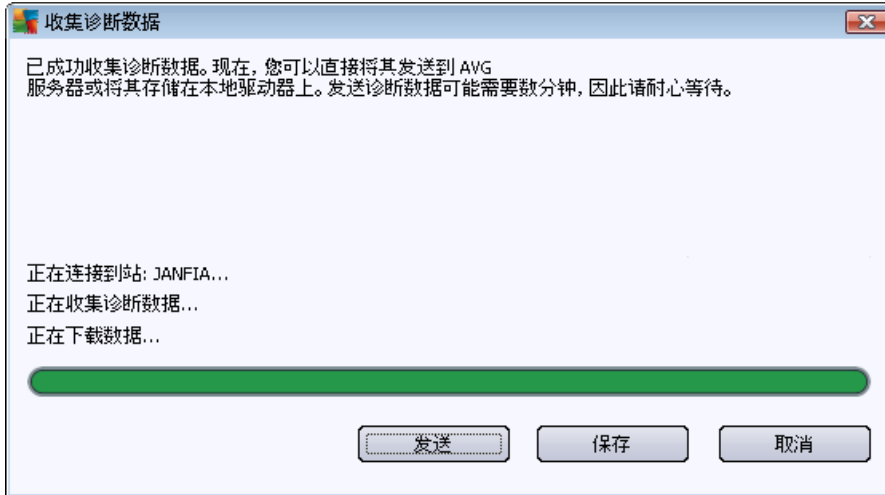 收集诊断数据
已成功收集诊断数据。现在,您可以直接将其发送到 AVG
服务器或将其存储在本地驱动器上。发送诊断数据可能需要数分钟,因此请耐心等待。
正在连接到站: JANFIA...
正在收集诊断数据...
正在下载数据...
发送
保存
取消